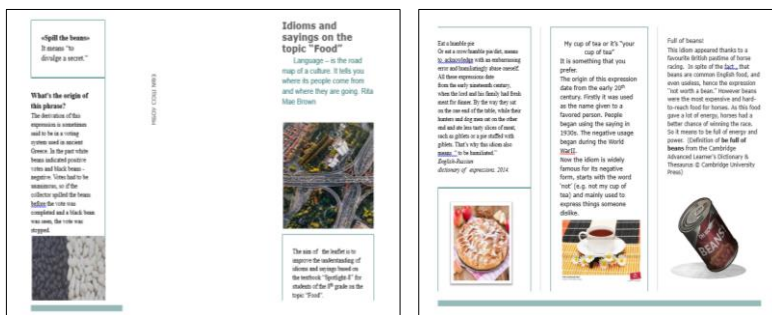 «Spill the beans»
It means "to
divulge a secret."
What's the origin of
this phrase?
The derivation of this
expression is sometimes
said to be in a voting
system used in ancient
Greece. In the past white
beans indicated positive
votes and black beans -
negative. Votes had to be
unanimous, so if the
collector spilled the beans
before the vote was
completed and a black bean
was seen, the vote was
stopped.
Idioms and
sayings on the
topic "Food"
Language – is the road
map of a culture. It tells you
where its people come from
and where they are going. Rita
Mae Brown
The aim of the leaflet is to
improve the understanding of
idioms and sayings based on
the textbook "Spotlight-8" for
students of the 8th grade on the
topic "Food".
Eat a humble pie
Or eat a crow humble pie diet, means
to acknowledge with an embarrassing
error and humiliatingly abuse oneself.
All these expressions date
from the early nineteenth century,
when the lord and his family had fresh
meat for dinner. By the way they sat
on the one end of the table, while their
hunters and dog men sat on the other
end and ate less tasty slices of meat,
such as giblets or a pie stuffed with
giblets. That's why this idiom also
means " to be humiliated."
English-Russian
dictionary of expressions. 2014.
My cup of tea or it's "your
cup of tea"
It is something that you
prefer.
The origin of this expression
date from the early 20th
century. Firstly it was used
as the name given to a
favored person. People
began using the saying in
1930s. The negative usage
began during the World
WarII.
Now the idiom is widely
famous for its negative
form, starts with the word
'not' (e.g. not my cup of
tea) and mainly used to
express things someone
dislike.
Full of beans!
This idiom appeared thanks to a
favourite British pastime of horse
racing. In spite of the fact , that
beans are common English food, and
even useless, hence the expression
"not worth a bean." However beans
were the most expensive and hard-
to-reach food for horses. As this food
gave a lot of energy, horses had a
better chance of winning the race.
So it means to be full of energy and
power. (Definition of be full of
beans from the Cambridge
Advanced Learner's Dictionary &
Thesaurus © Cambridge University
Press)
BEANS